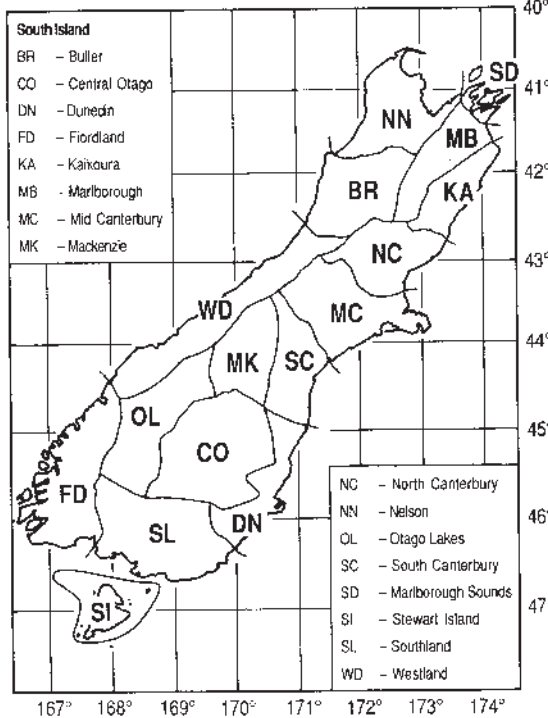 South Island
BR – Buller
CO – Central Otago
DN – Dunedin
FD – Fiordland
KA – Kaikoura
MB - Marlborough
MC – Mid Canterbury
MK – Mackenzie
40°
SD
41°
NN
MB
42°
BR
KA
NC
43°
WD
MC
MK
SC
44°
OL
45°
CO
FD
SL
DN
46°
SI
47°
NC – North Canterbury
NN – Nelson
OL – Otago Lakes
SC – South Canterbury
SD – Marlborough Sounds
SI – Stewart Island
SL – Southland
WD – Westland
167° 168° 169° 170° 171° 172° 173° 174°